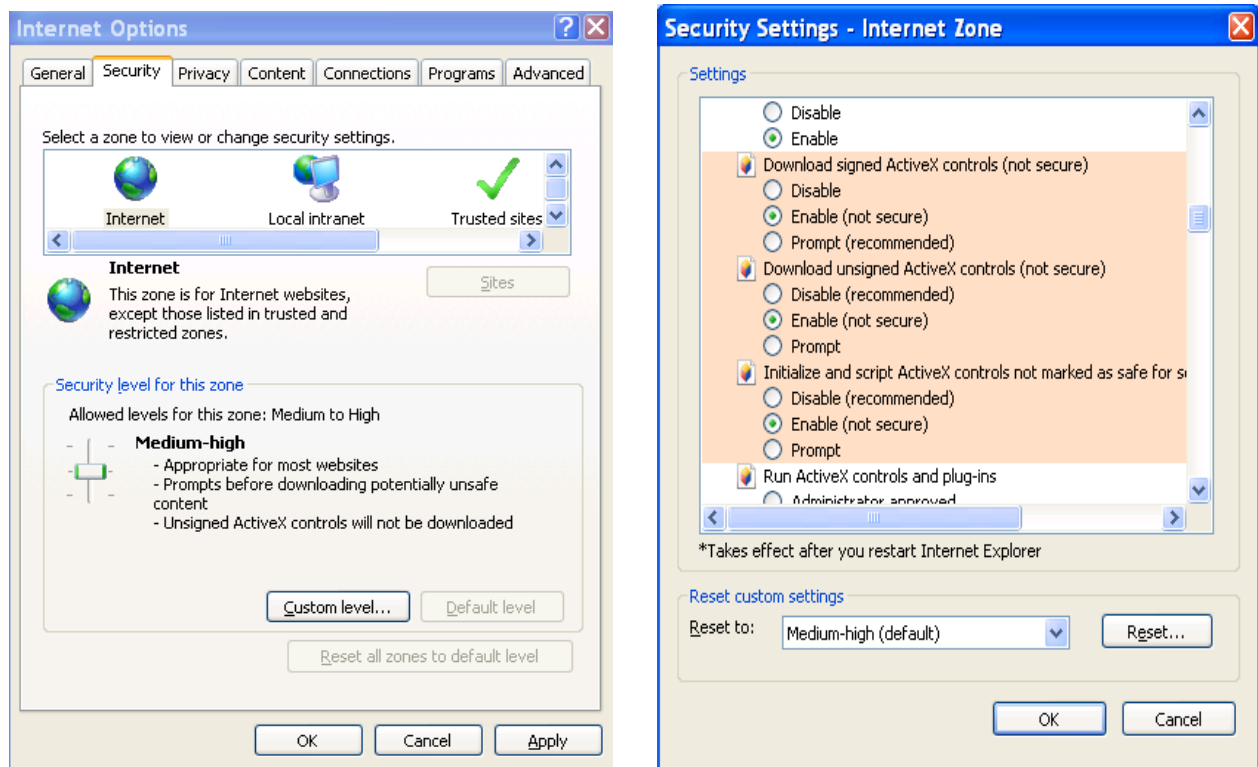 Internet Options
General Security Privacy Content Connections Programs Advanced
Select a zone to view or change security settings.
Internet Local intranet Trusted sites
Internet
Sites
This zone is for Internet websites,
except those listed in trusted and
restricted zones.
Security level for this zone
Allowed levels for this zone: Medium to High
Medium-high
- Appropriate for most websites
- Prompts before downloading potentially unsafe
content
- Unsigned ActiveX controls will not be downloaded
Custom level... Default level
Reset all zones to default level
OK Cancel Apply
Security Settings - Internet Zone
Settings
Disable
Enable
Download signed ActiveX controls (not secure)
Disable
Enable (not secure)
Prompt (recommended)
Download unsigned ActiveX controls (not secure)
Disable (recommended)
Enable (not secure)
Prompt
Initialize and script ActiveX controls not marked as safe for s
Disable (recommended)
Enable (not secure)
Prompt
Run ActiveX controls and plug-ins
Administrator approved
*Takes effect after you restart Internet Explorer
Reset custom settings
Reset to: Medium-high (default) Reset...
OK Cancel